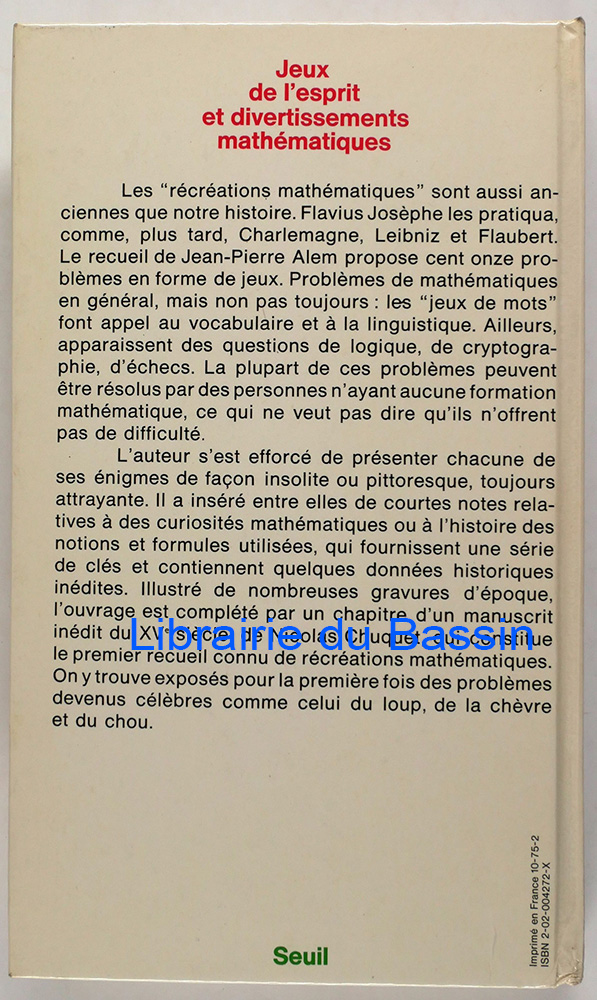 Jeux
de l'esprit
et divertissements
mathématiques
Les "récréations mathématiques" sont aussi an-
ciennes que notre histoire. Flavius Josèphe les pratiqua,
comme, plus tard, Charlemagne, Leibniz et Flaubert.
Le recueil de Jean-Pierre Alem propose cent onze pro-
blèmes en forme de jeux. Problèmes de mathématiques
en général, mais non pas toujours : les "jeux de mots"
font appel au vocabulaire et à la linguistique. Ailleurs,
apparaissent des questions de logique, de cryptogra-
phie, d'échecs. La plupart de ces problèmes peuvent
être résolus par des personnes n'ayant aucune formation
mathématique, ce qui ne veut pas dire qu'ils n'offrent
pas de difficulté.
L'auteur s'est efforcé de présenter chacune de
ses énigmes de façon insolite ou pittoresque, toujours
attrayante. Il a inséré entre elles de courtes notes rela-
tives à des curiosités mathématiques ou à l'histoire des
notions et formules utilisées, qui fournissent une série
de clés et contiennent quelques données historiques
inédites. Illustré de nombreuses gravures d'époque,
l'ouvrage est complété par un chapitre d'un manuscrit
inédit du XVe siècle, de Nicolas Chuquet, qui constitue
Librairie du Bassin
le premier recueil connu de récréations mathématiques.
On y trouve exposés pour la première fois des problèmes
devenus célèbres comme celui du loup, de la chèvre
et du chou.
Imprimé en France 10-75-2
ISBN 2-02-004272-X
Seuil